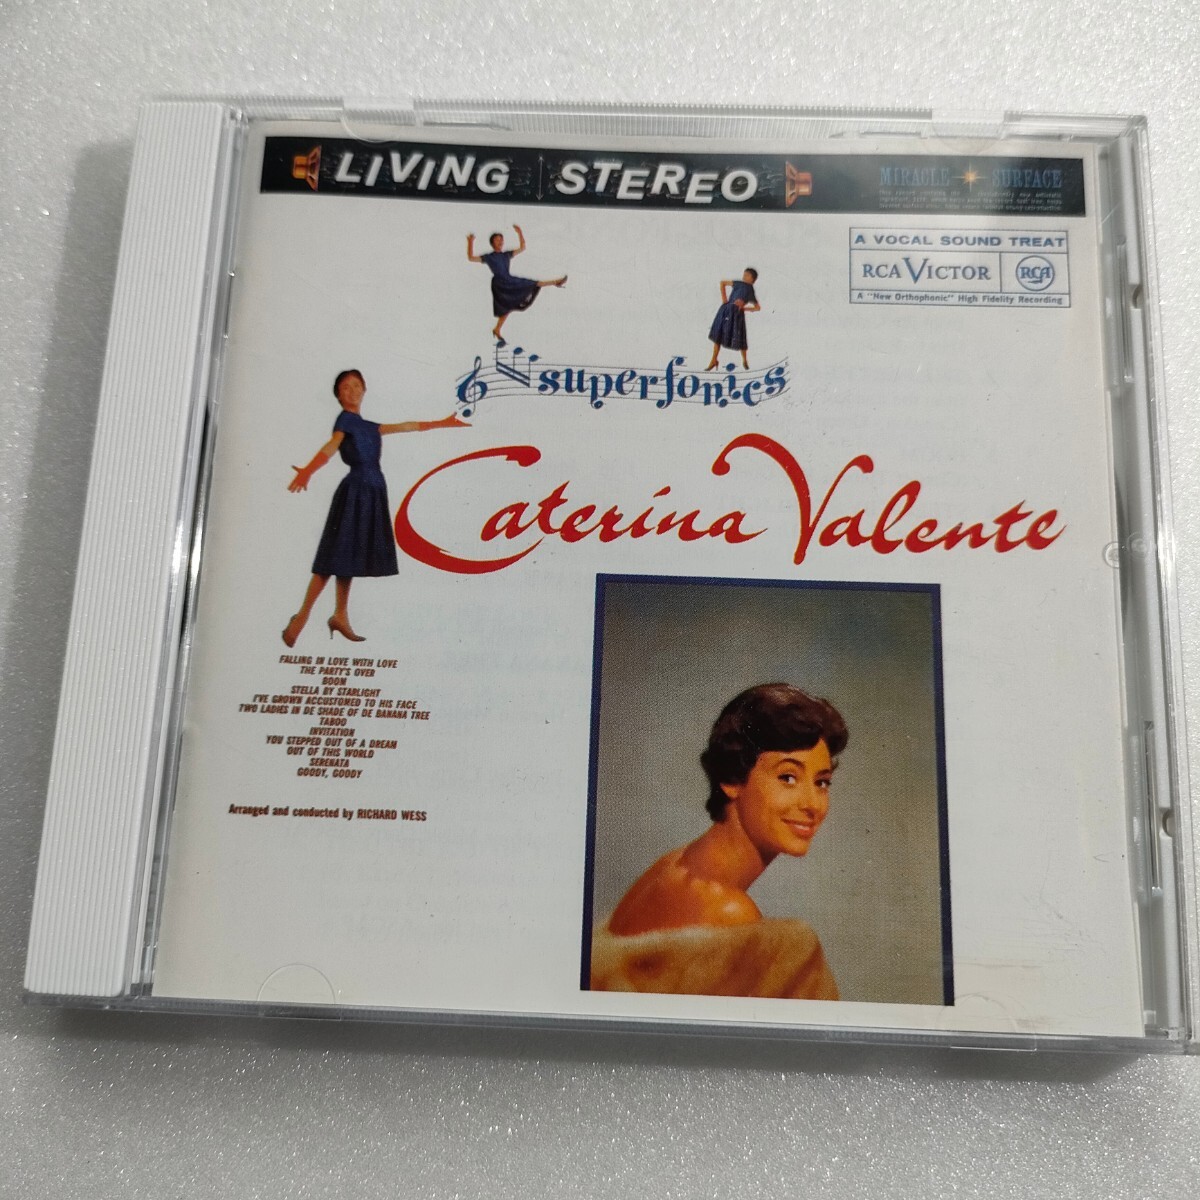 LIVING STEREO
MIRACLE SURFACE
A VOCAL SOUND TREAT
RCA VICTOR
RCA
A "New Orthophonic" High Fidelity Recording
superfonics
Caterina Valente
FALLING IN LOVE WITH LOVE
THE PARTY'S OVER
BOOM
STELLA BY STARLIGHT
I'VE GROWN ACCUSTOMED TO HIS FACE
TWO LADIES IN DE SHADE OF DE BANANA TREE
TABOO
INVITATION
YOU STEPPED OUT OF A DREAM
OUT OF THIS WORLD
SERENATA
GOODY, GOODY
Arranged and conducted by RICHARD WESS